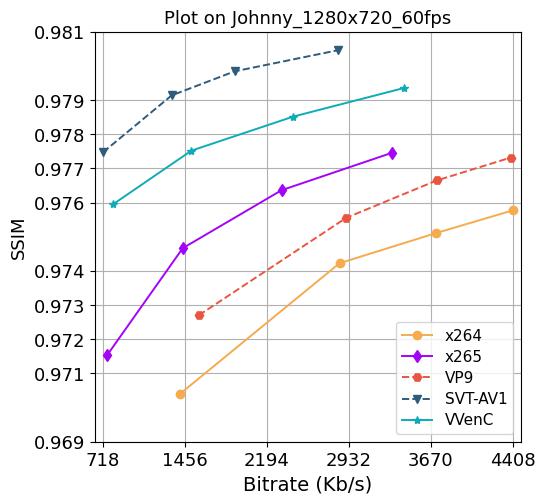 Plot on Johnny_1280x720_60fps
0.981
0.979
0.978
0.977
0.976
0.974
0.973
0.972
0.971
0.969
SSIM
718 1456 2194 2932 3670 4408
Bitrate (Kb/s)
x264
x265
VP9
SVT-AV1
VVenC